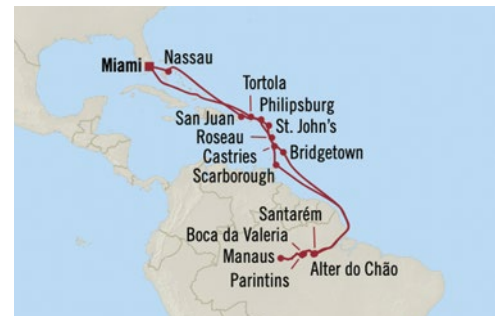 Miami
Nassau
Tortola
Philipsburg
San Juan
St. John's
Roseau
Castries
Bridgetown
Scarborough
Santarém
Boca da Valeria
Manaus
Alter do Chão
Parintins